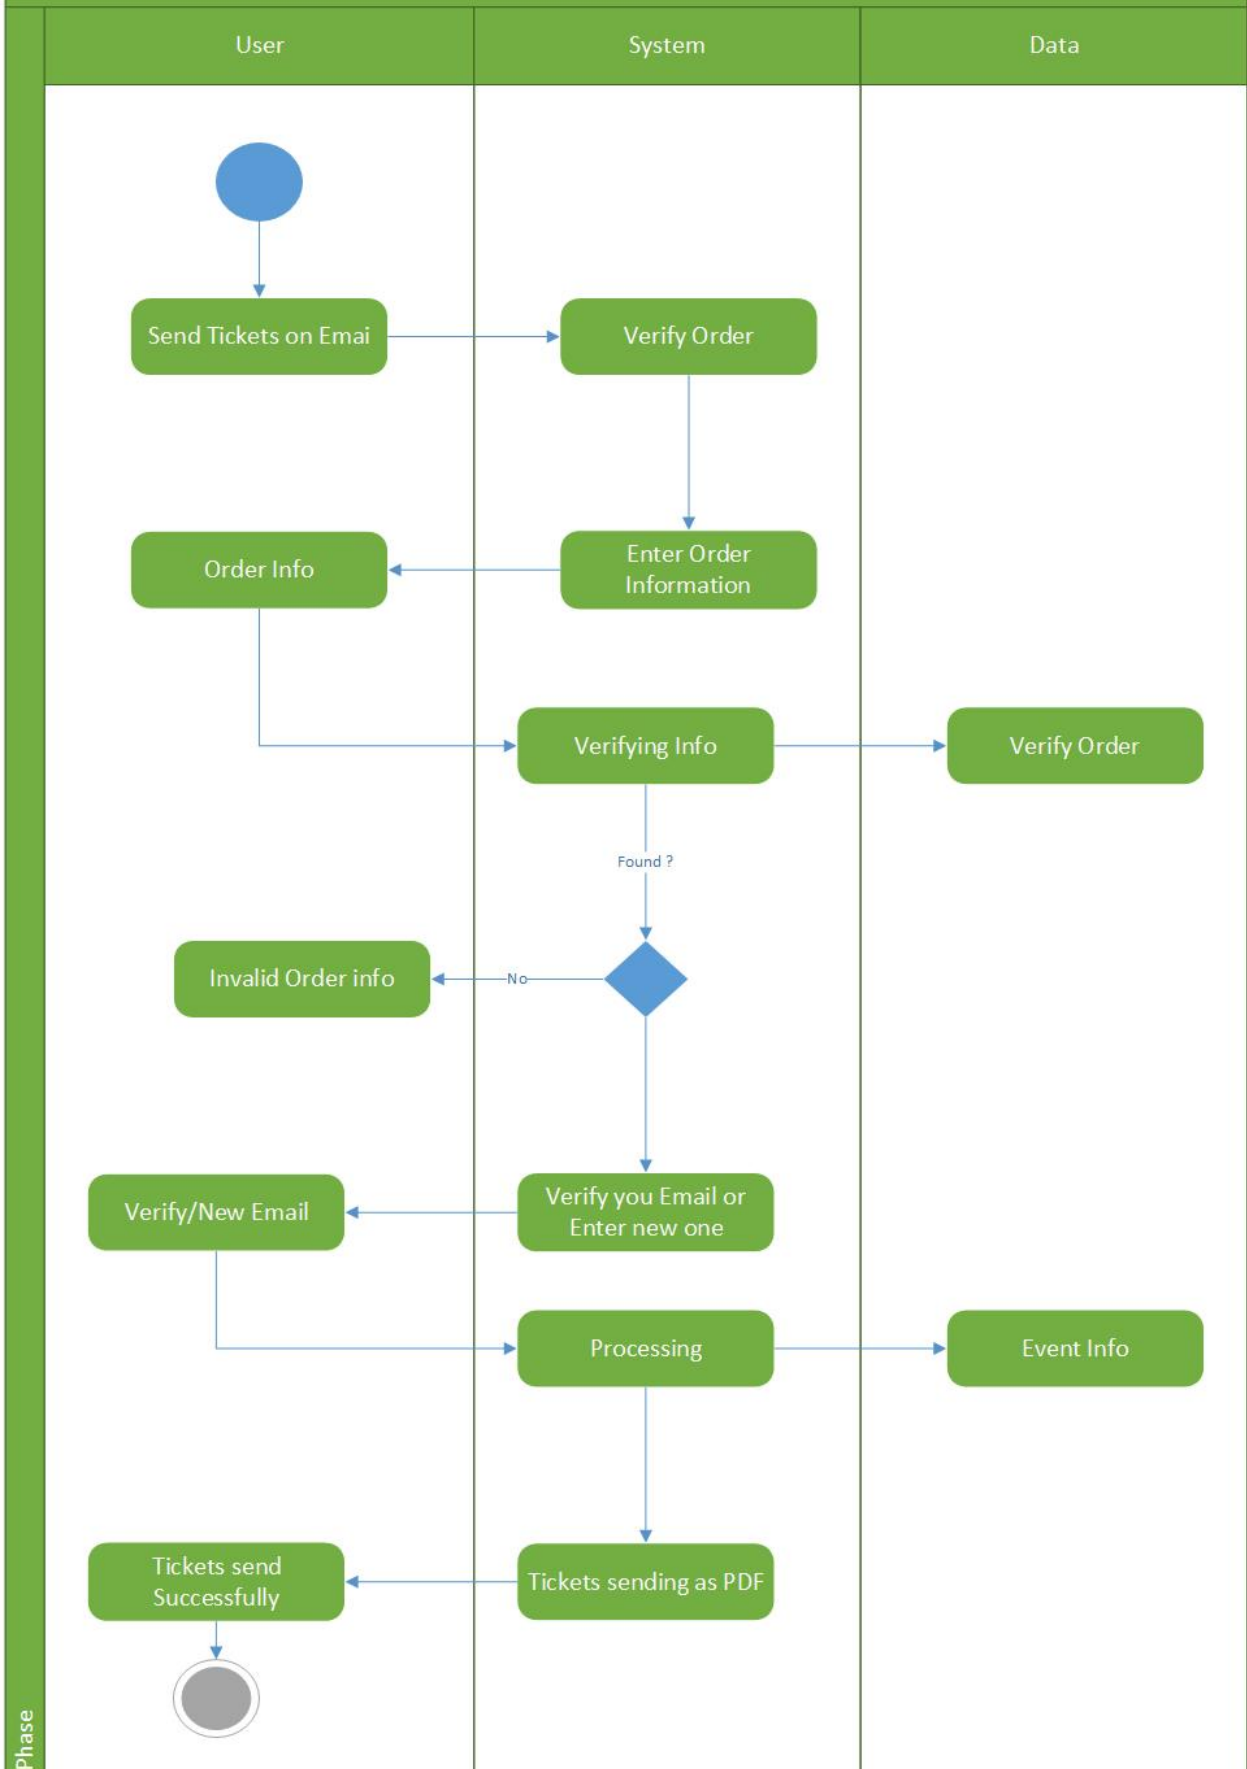 User
System
Data
Send Tickets on Emai
Verify Order
Order Info
Enter Order
Information
Verifying Info
Verify Order
Found ?
Invalid Order info
No
Verify/New Email
Verify you Email or
Enter new one
Processing
Event Info
Tickets send
Successfully
Tickets sending as PDF
Phase